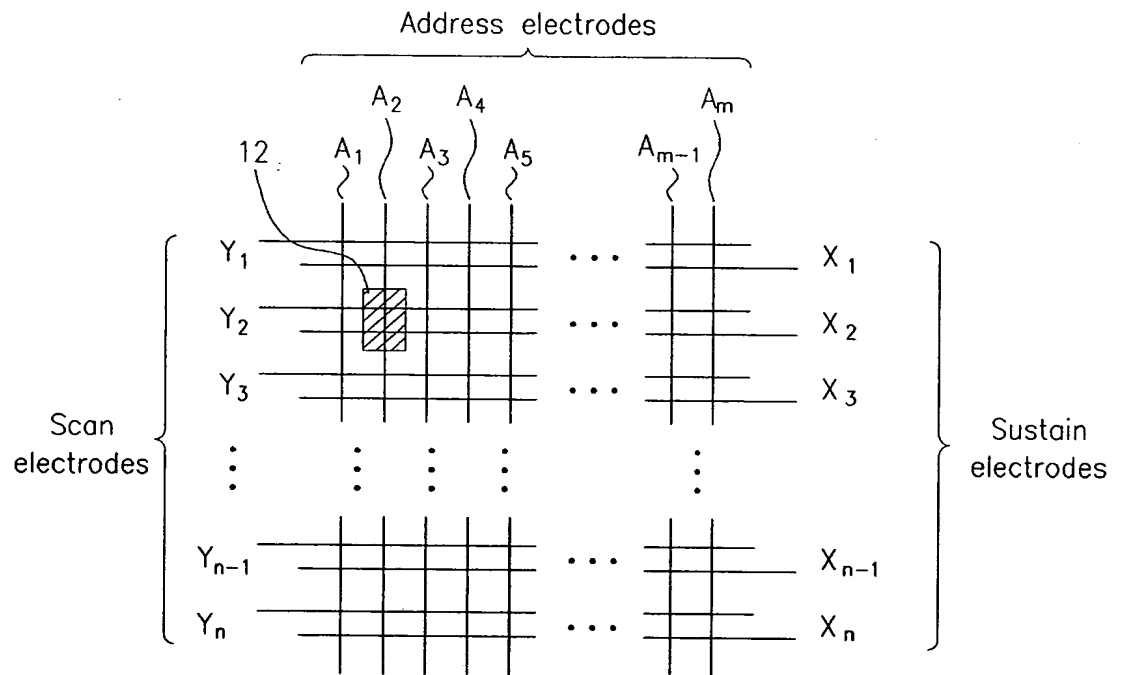 Address electrodes
A2 A4 Am
12 A1 A3 A5 Am−1
Y1 ... X1
Y2 ... X2
Y3 ... X3
Scan electrodes
Sustain electrodes
Yn−1 ... Xn−1
Yn ... Xn